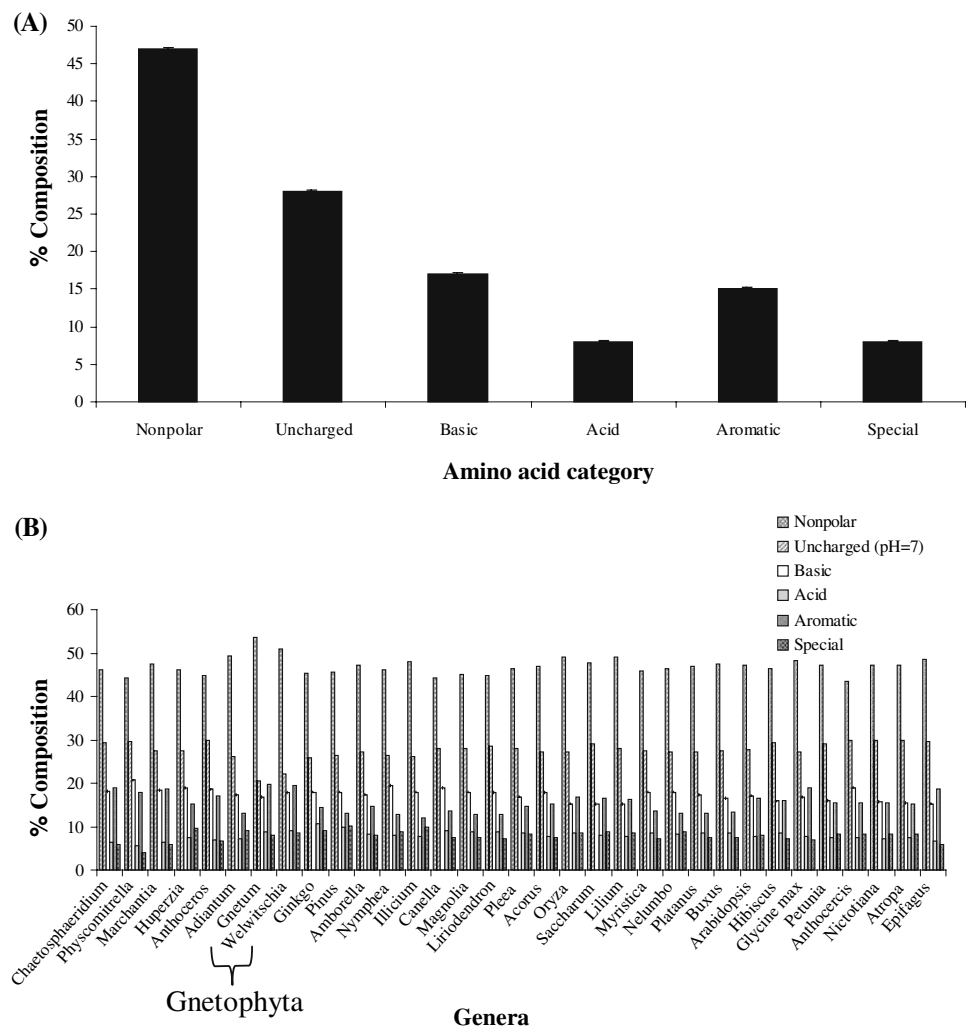 (A)
50
45
40
35
30
25
20
15
10
5
0
% Composition
Nonpolar Uncharged Basic Acid Aromatic Special
Amino acid category
(B)
Nonpolar
Uncharged (pH=7)
Basic
Acid
Aromatic
Special
60
50
40
30
20
10
0
% Composition
Chaetosphaeridium
Physcomitrella
Marchantia
Huperzia
Anthoceros
Adiantum
Gnetum
Welwitschia
Ginkgo
Pinus
Amborella
Nymphea
Illicium
Canella
Magnolia
Liriodendron
Pleea
Acorus
Oryza
Saccharum
Lilium
Myristica
Nelumbo
Platanus
Buxus
Arabidopsis
Hibiscus
Glycine max
Petunia
Anthocercis
Nictotiana
Atropa
Epifagus
Gnetophyta
Genera